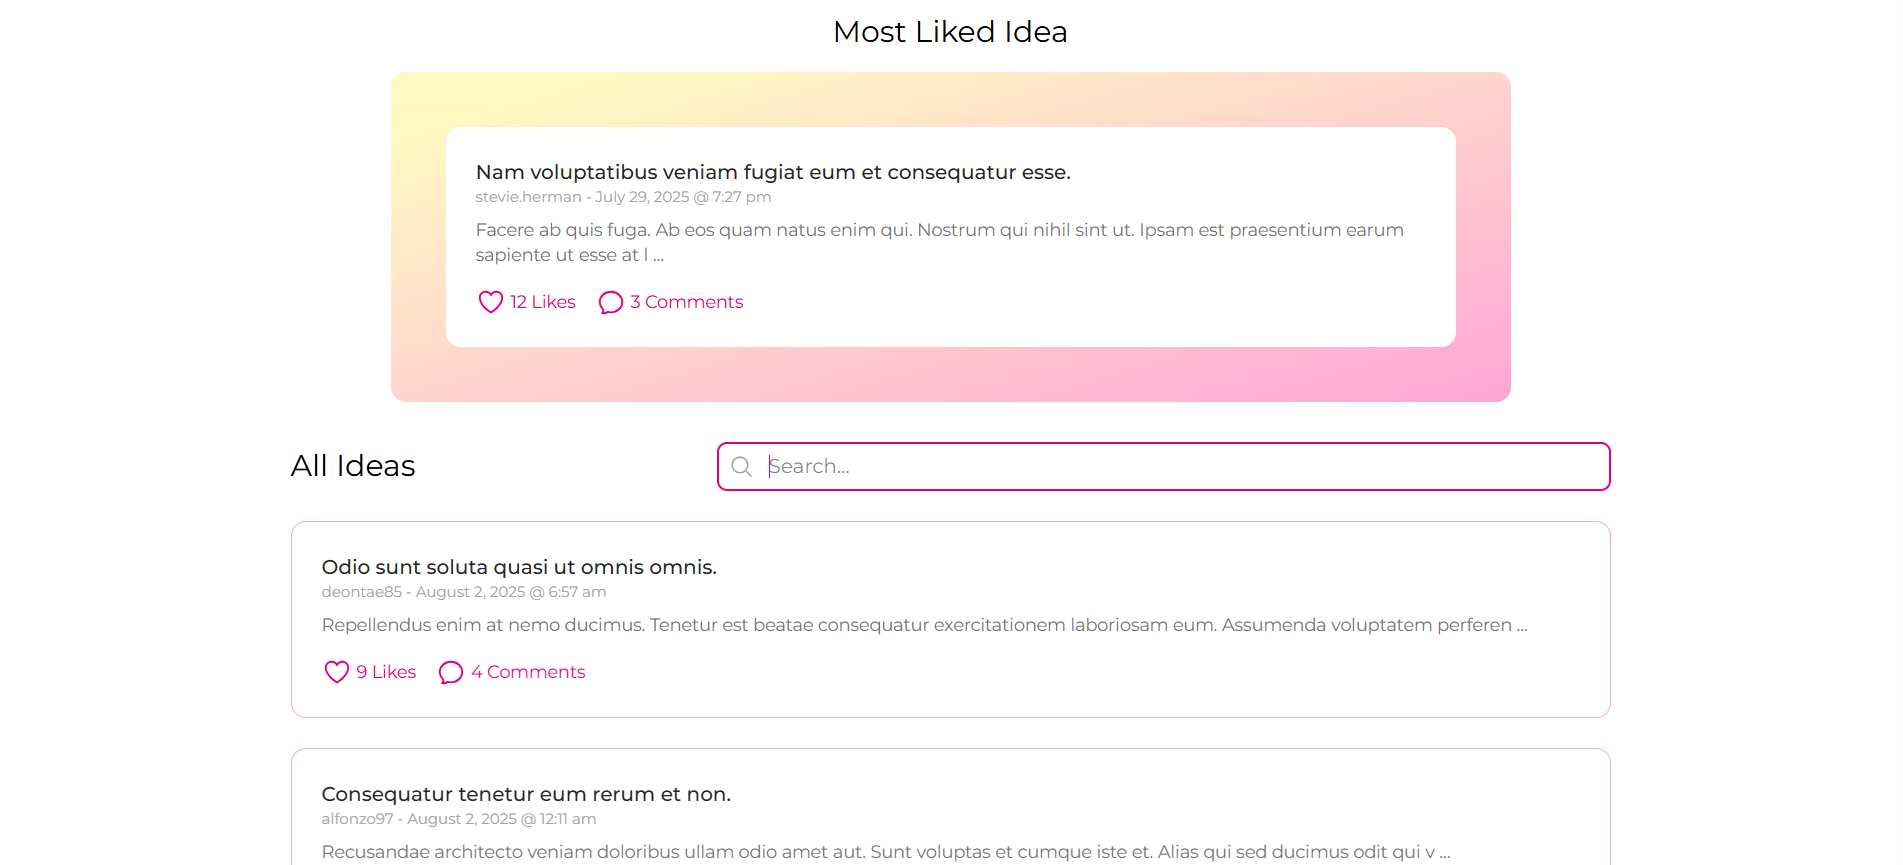 Most Liked Idea
Nam voluptatibus veniam fugiat eum et consequatur esse.
stevie.herman - July 29, 2025 @ 7:27 pm
Facere ab quis fuga. Ab eos quam natus enim qui. Nostrum qui nihil sint ut. Ipsam est praesentium earum
sapiente ut esse at l ...
12 Likes 3 Comments
All Ideas
Search...
Odio sunt soluta quasi ut omnis omnis.
deontae85 - August 2, 2025 @ 6:57 am
Repellendus enim at nemo ducimus. Tenetur est beatae consequatur exercitationem laboriosam eum. Assumenda voluptatem perferen ...
9 Likes 4 Comments
Consequatur tenetur eum rerum et non.
alfonzo97 - August 2, 2025 @ 12:11 am
Recusandae architecto veniam doloribus ullam odio amet aut. Sunt voluptas et cumque iste et. Alias qui sed ducimus odit qui v ...